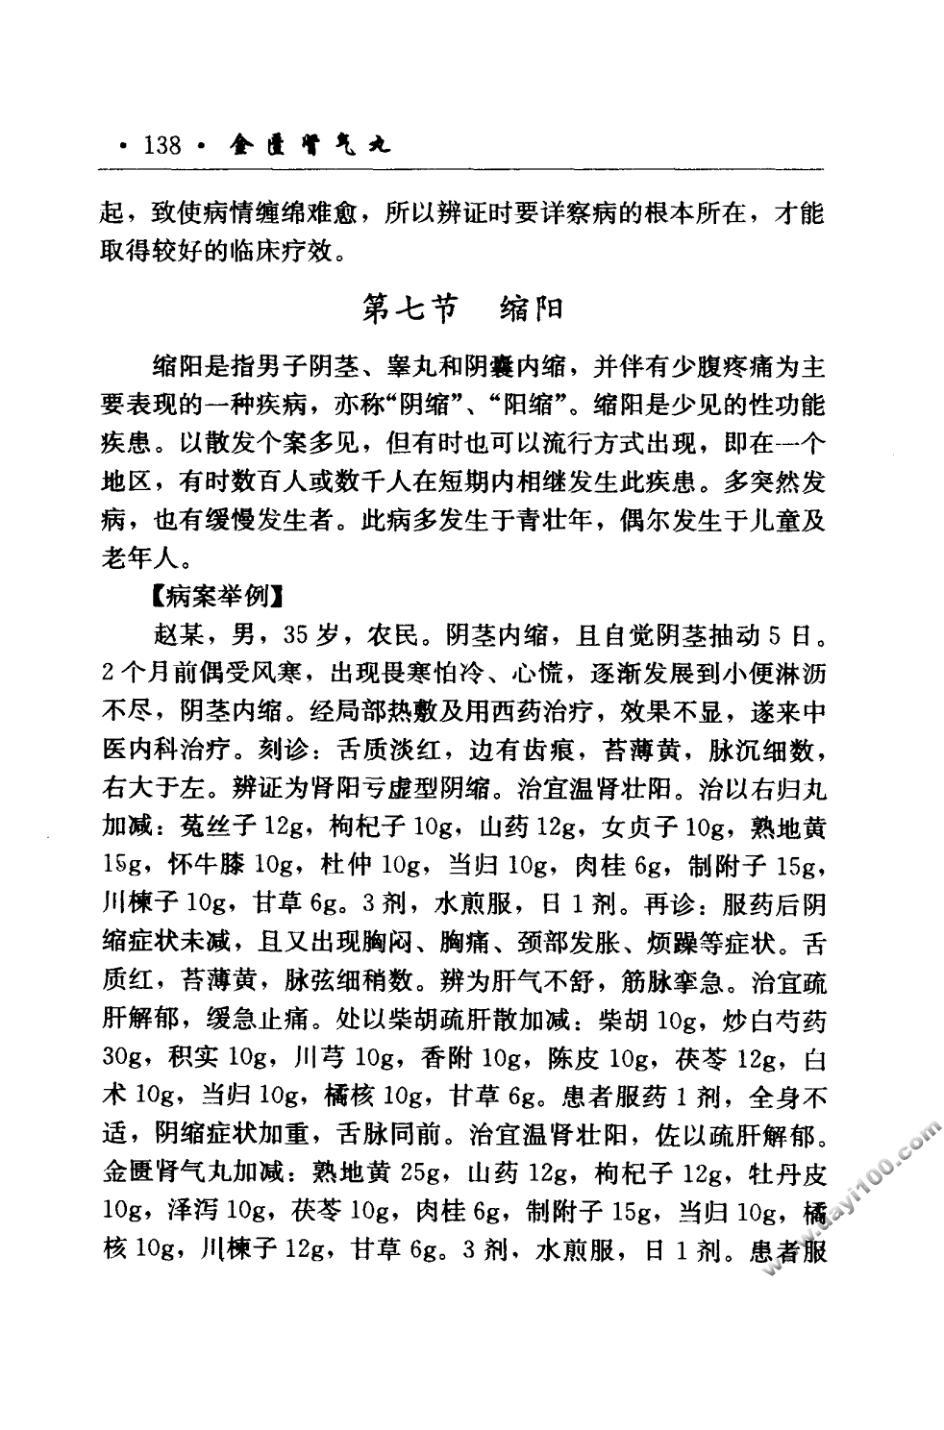 ·138· 金匮肾气丸
起，致使病情缠绵难愈，所以辨证时要详察病的根本所在，才能
取得较好的临床疗效。
第七节 缩阳
缩阳是指男子阴茎、睾丸和阴囊内缩，并伴有少腹疼痛为主
要表现的一种疾病，亦称“阴缩”、“阳缩”。缩阳是少见的性功能
疾患。以散发个案多见，但有时也可以流行方式出现，即在一个
地区，有时数百人或数千人在短期内相继发生此疾患。多突然发
病，也有缓慢发生者。此病多发生于青壮年，偶尔发生于儿童及
老年人。
【病案举例】
赵某，男，35岁，农民。阴茎内缩，且自觉阴茎抽动5日。
2个月前偶受风寒，出现畏寒怕冷、心慌，逐渐发展到小便淋沥
不尽，阴茎内缩。经局部热敷及用西药治疗，效果不显，遂来中
医内科治疗。刻诊：舌质淡红，边有齿痕，苔薄黄，脉沉细数，
右大于左。辨证为肾阳亏虚型阴缩。治宜温肾壮阳。治以右归丸
加减：菟丝子12g，枸杞子10g，山药12g，女贞子10g，熟地黄
15g，怀牛膝10g，杜仲10g，当归10g，肉桂6g，制附子15g，
川楝子10g，甘草6g。3剂，水煎服，日1剂。再诊：服药后阴
缩症状未减，且又出现胸闷、胸痛、颈部发胀、烦躁等症状。舌
质红，苔薄黄，脉弦细稍数。辨为肝气不舒，筋脉挛急。治宜疏
肝解郁，缓急止痛。处以柴胡疏肝散加减：柴胡10g，炒白芍药
30g，积实10g，川芎10g，香附10g，陈皮10g，茯苓12g，白
术10g，当归10g，橘核10g，甘草6g。患者服药1剂，全身不
适，阴缩症状加重，舌脉同前。治宜温肾壮阳，佐以疏肝解郁。
金匮肾气丸加减：熟地黄25g，山药12g，枸杞子12g，牡丹皮
10g，泽泻10g，茯苓10g，肉桂6g，制附子15g，当归10g，橘
核10g，川楝子12g，甘草6g。3剂，水煎服，日1剂。患者服
www.dayi100.com